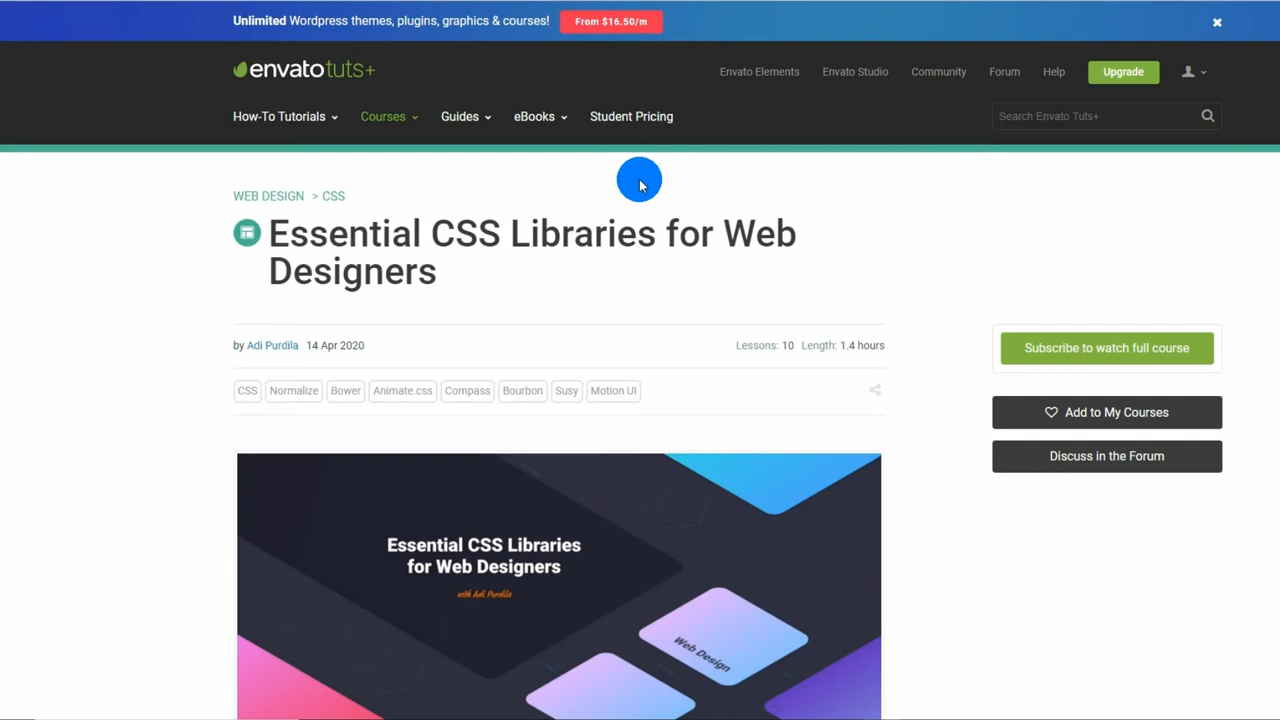 Unlimited Wordpress themes, plugins, graphics & courses! From $16.50/m
envatotuts+
Envato Elements Envato Studio Community Forum Help Upgrade
How-To Tutorials Courses Guides eBooks Student Pricing Search Envato Tuts+
WEB DESIGN > CSS
Essential CSS Libraries for Web
Designers
by Adi Purdila 14 Apr 2020 Lessons: 10 Length: 1.4 hours
Subscribe to watch full course
CSS Normalize Bower Animate.css Compass Bourbon Susy Motion UI
Add to My Courses
Discuss in the Forum
Essential CSS Libraries
for Web Designers
with Adi Purdila
Web Design